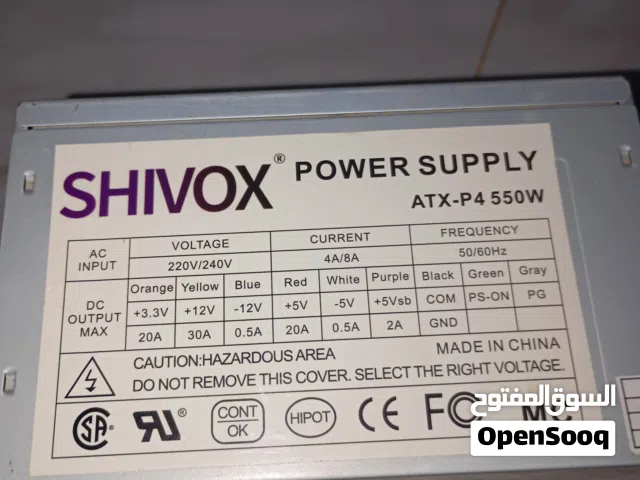 SHIVOX® POWER SUPPLY
ATX-P4 550W
AC INPUT VOLTAGE CURRENT FREQUENCY
220V/240V 4A/8A 50/60Hz
DC OUTPUT MAX Orange Yellow Blue Red White Purple Black Green Gray
+3.3V +12V -12V +5V -5V +5Vsb COM PS-ON PG
20A 30A 0.5A 20A 0.5A 2A GND
CAUTION:HAZARDOUS AREA MADE IN CHINA
DO NOT REMOVE THIS COVER. SELECT THE RIGHT VOLTAGE.
CONT OK HIPOT CE FC
السوق المفتوح
OpenSooq